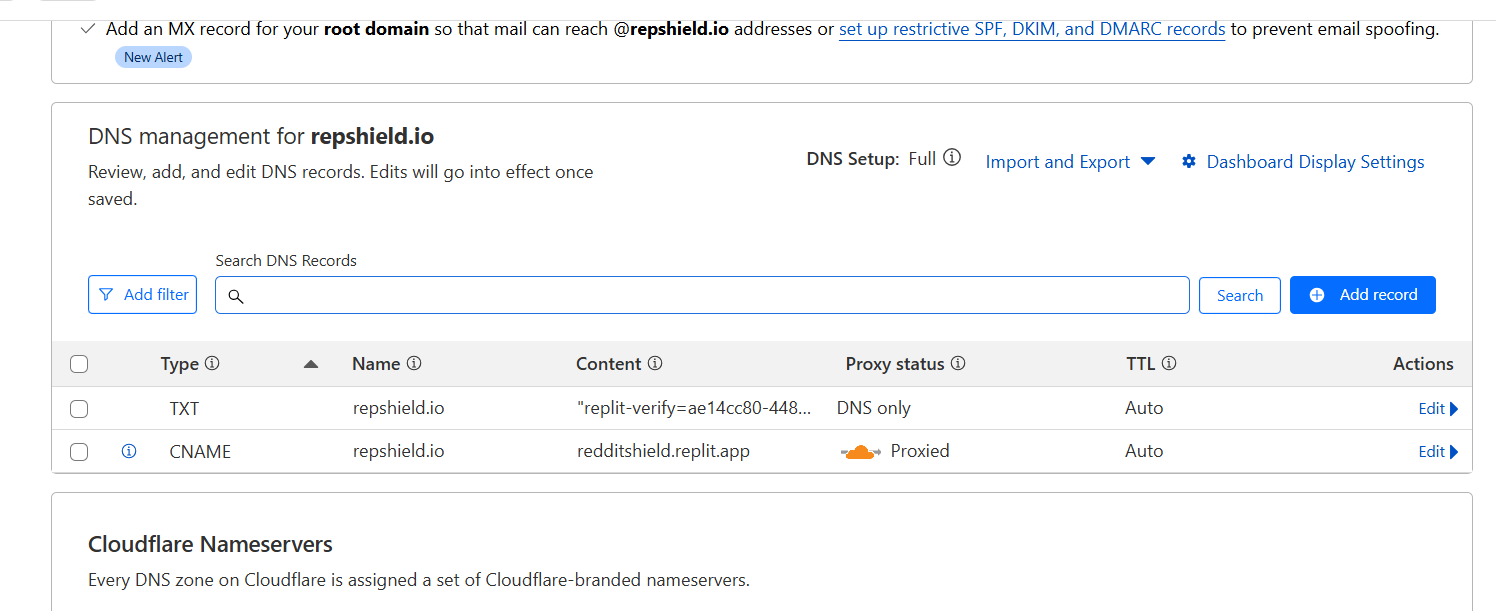 Add an MX record for your root domain so that mail can reach @repshield.io addresses or set up restrictive SPF, DKIM, and DMARC records to prevent email spoofing.
New Alert
DNS management for repshield.io
Review, add, and edit DNS records. Edits will go into effect once
saved.
DNS Setup: Full
Import and Export
Dashboard Display Settings
Search DNS Records
Add filter
Search
Add record
Type Name Content Proxy status TTL Actions
TXT repshield.io "replit-verify=ae14cc80-448... DNS only Auto Edit
CNAME repshield.io redditshield.replit.app Proxied Auto Edit
Cloudflare Nameservers
Every DNS zone on Cloudflare is assigned a set of Cloudflare-branded nameservers.